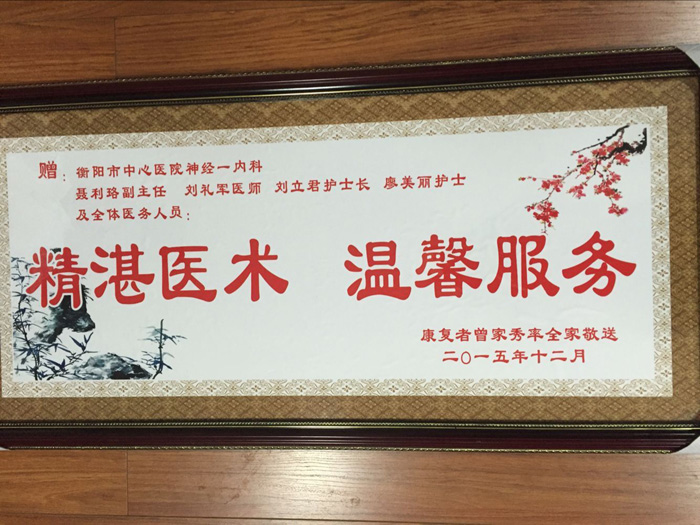 赠：衡阳市中心医院神经一内科
聂利珞副主任 刘礼军医师 刘立君护士长 廖美丽护士
及全体医务人员：
精湛医术 温馨服务
康复者曾家秀率全家敬送
二〇一五年十二月